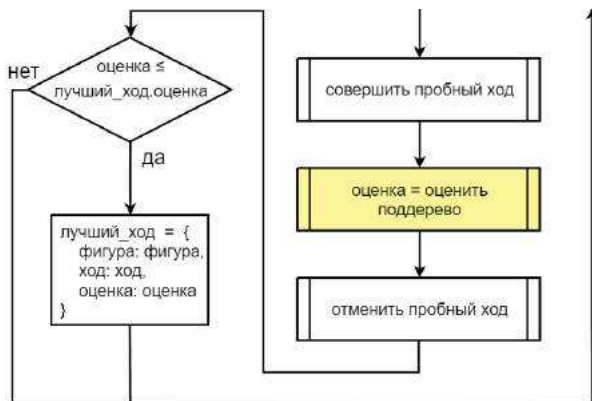 нет
оценка ≤
лучший_ход.оценка
да
лучший_ход = {
фигура: фигура,
ход: ход,
оценка: оценка
}
совершить пробный ход
оценка = оценить
поддерево
отменить пробный ход